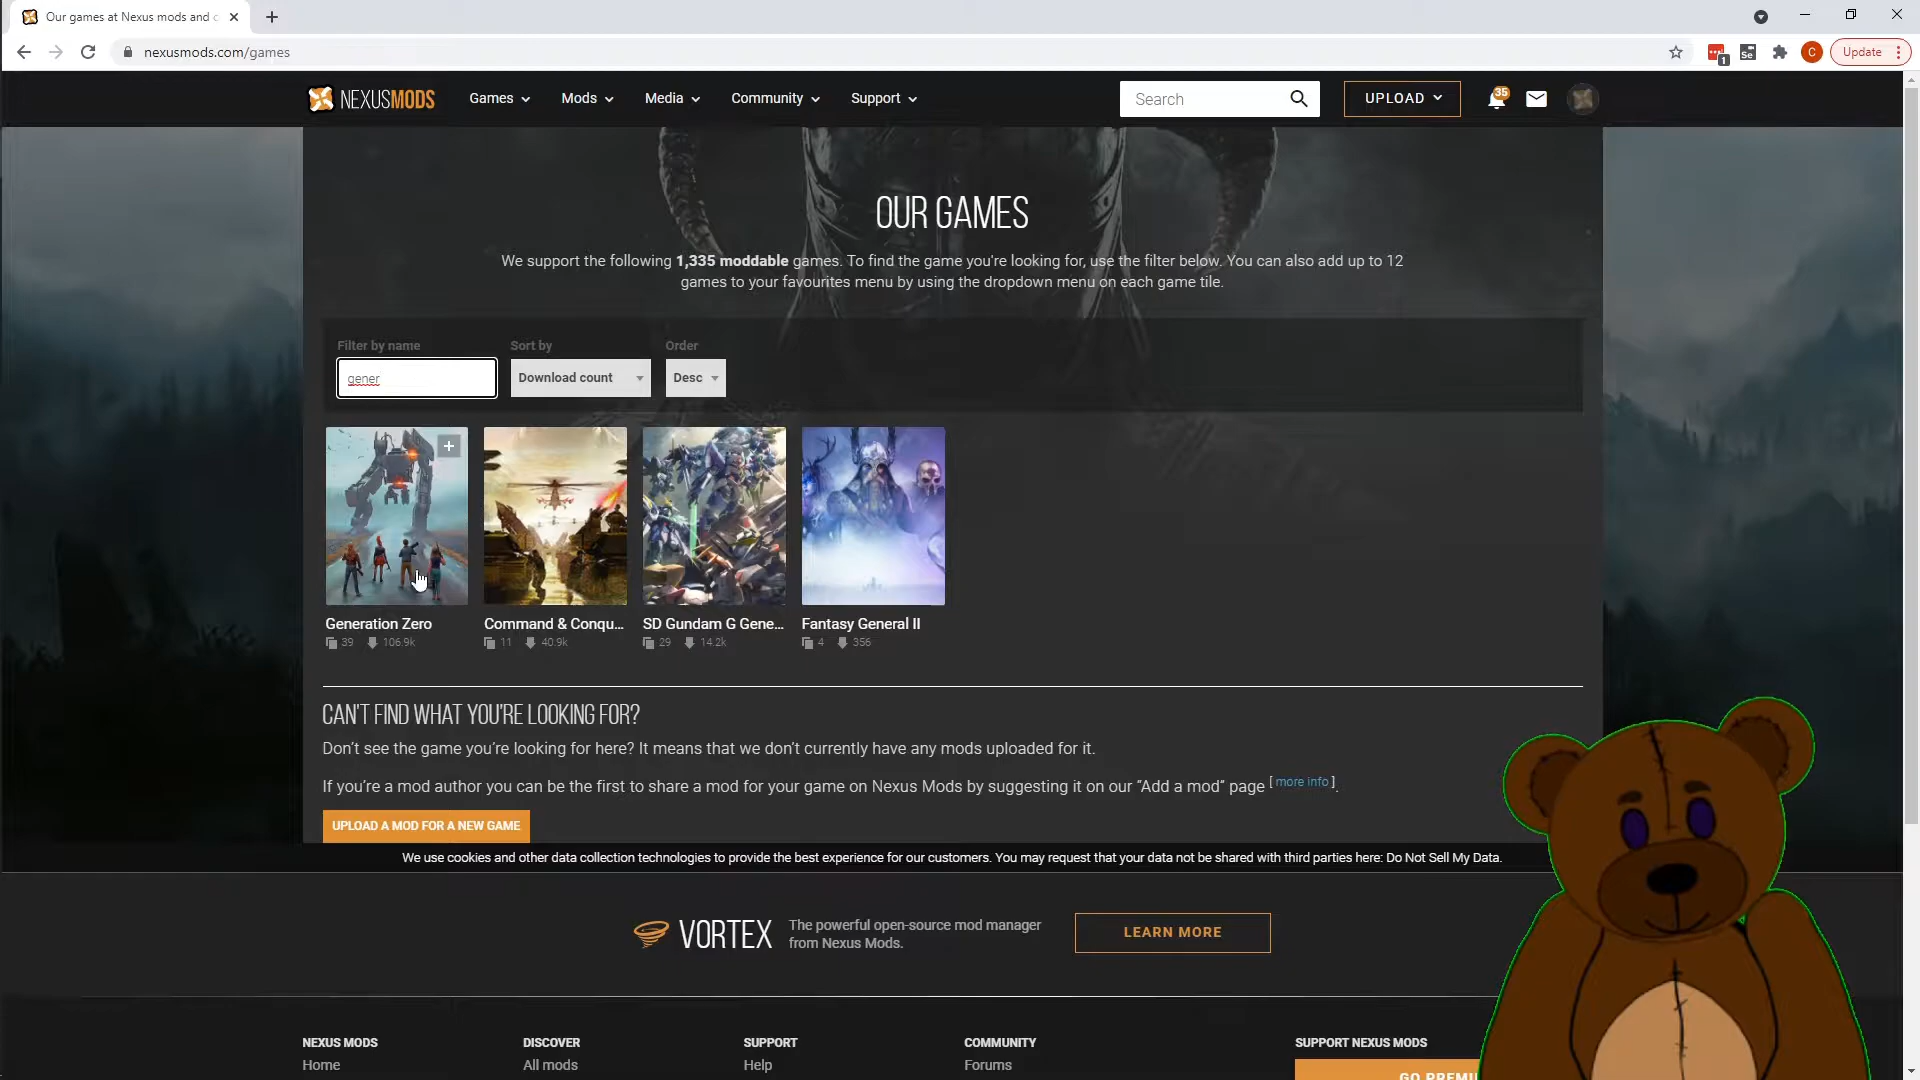 Our games at Nexus mods and c
nexusmods.com/games
1
Se
C
Update
NEXUSMODS
Games
Mods
Media
Community
Support
Search
UPLOAD
35
OUR GAMES
We support the following 1,335 moddable games. To find the game you're looking for, use the filter below. You can also add up to 12
games to your favourites menu by using the dropdown menu on each game tile.
Filter by name
Sort by
Order
gener
Download count
Desc
Generation Zero
Command & Conqu...
SD Gundam G Gene...
Fantasy General II
39
106.9k
11
40.9k
29
14.2k
4
356
CAN'T FIND WHAT YOU'RE LOOKING FOR?
Don't see the game you're looking for here? It means that we don't currently have any mods uploaded for it.
If you're a mod author you can be the first to share a mod for your game on Nexus Mods by suggesting it on our “Add a mod” page [more info].
UPLOAD A MOD FOR A NEW GAME
We use cookies and other data collection technologies to provide the best experience for our customers. You may request that your data not be shared with third parties here: Do Not Sell My Data.
VORTEX
The powerful open-source mod manager
from Nexus Mods.
LEARN MORE
NEXUS MODS
DISCOVER
SUPPORT
COMMUNITY
SUPPORT NEXUS MODS
Home
All mods
Help
Forums
GO